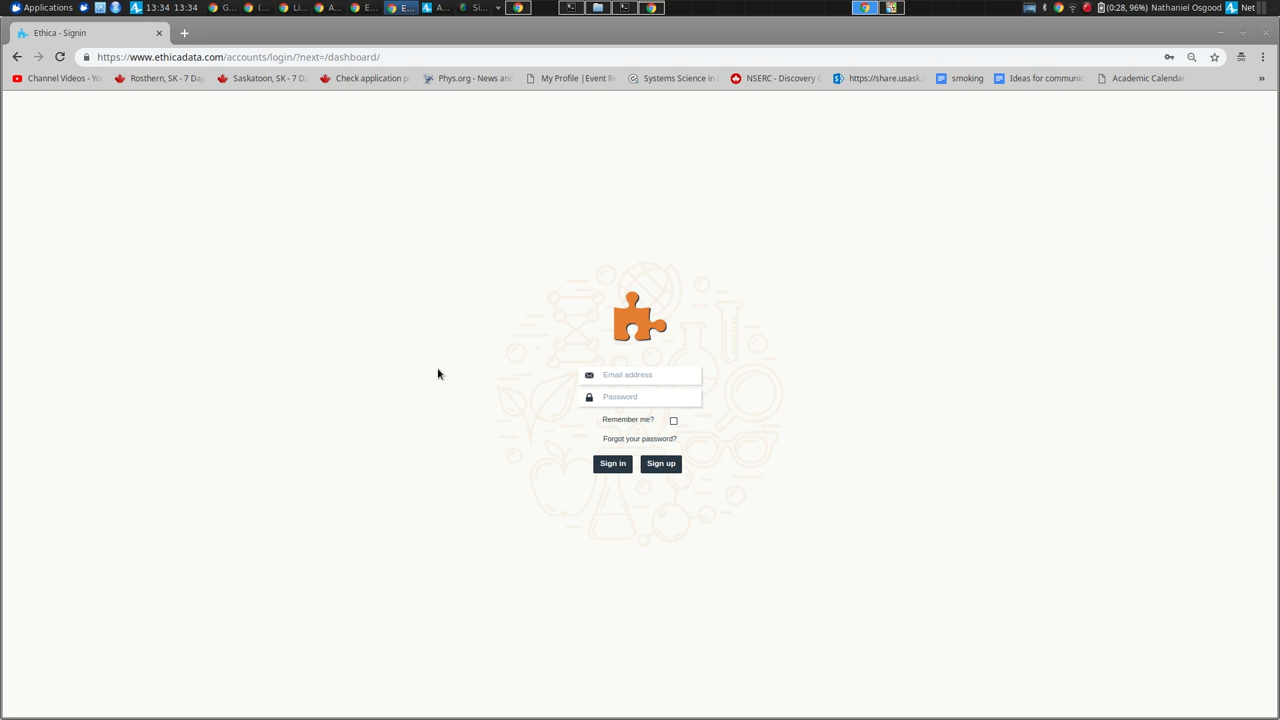 Applications 13:34 13:34 G... (... Li... A... E... E... A... Si... (0:28, 96%) Nathaniel Osgood Net
Ethica - Signin
https://www.ethicadata.com/accounts/login/?next=/dashboard/
Channel Videos - Yo Rosthern, SK - 7 Day Saskatoon, SK - 7 Da Check application p Phys.org - News and My Profile |Event R Systems Science in NSERC - Discovery G https://share.usask. smoking Ideas for communic Academic Calendar »
Email address
Password
Remember me?
Forgot your password?
Sign in Sign up